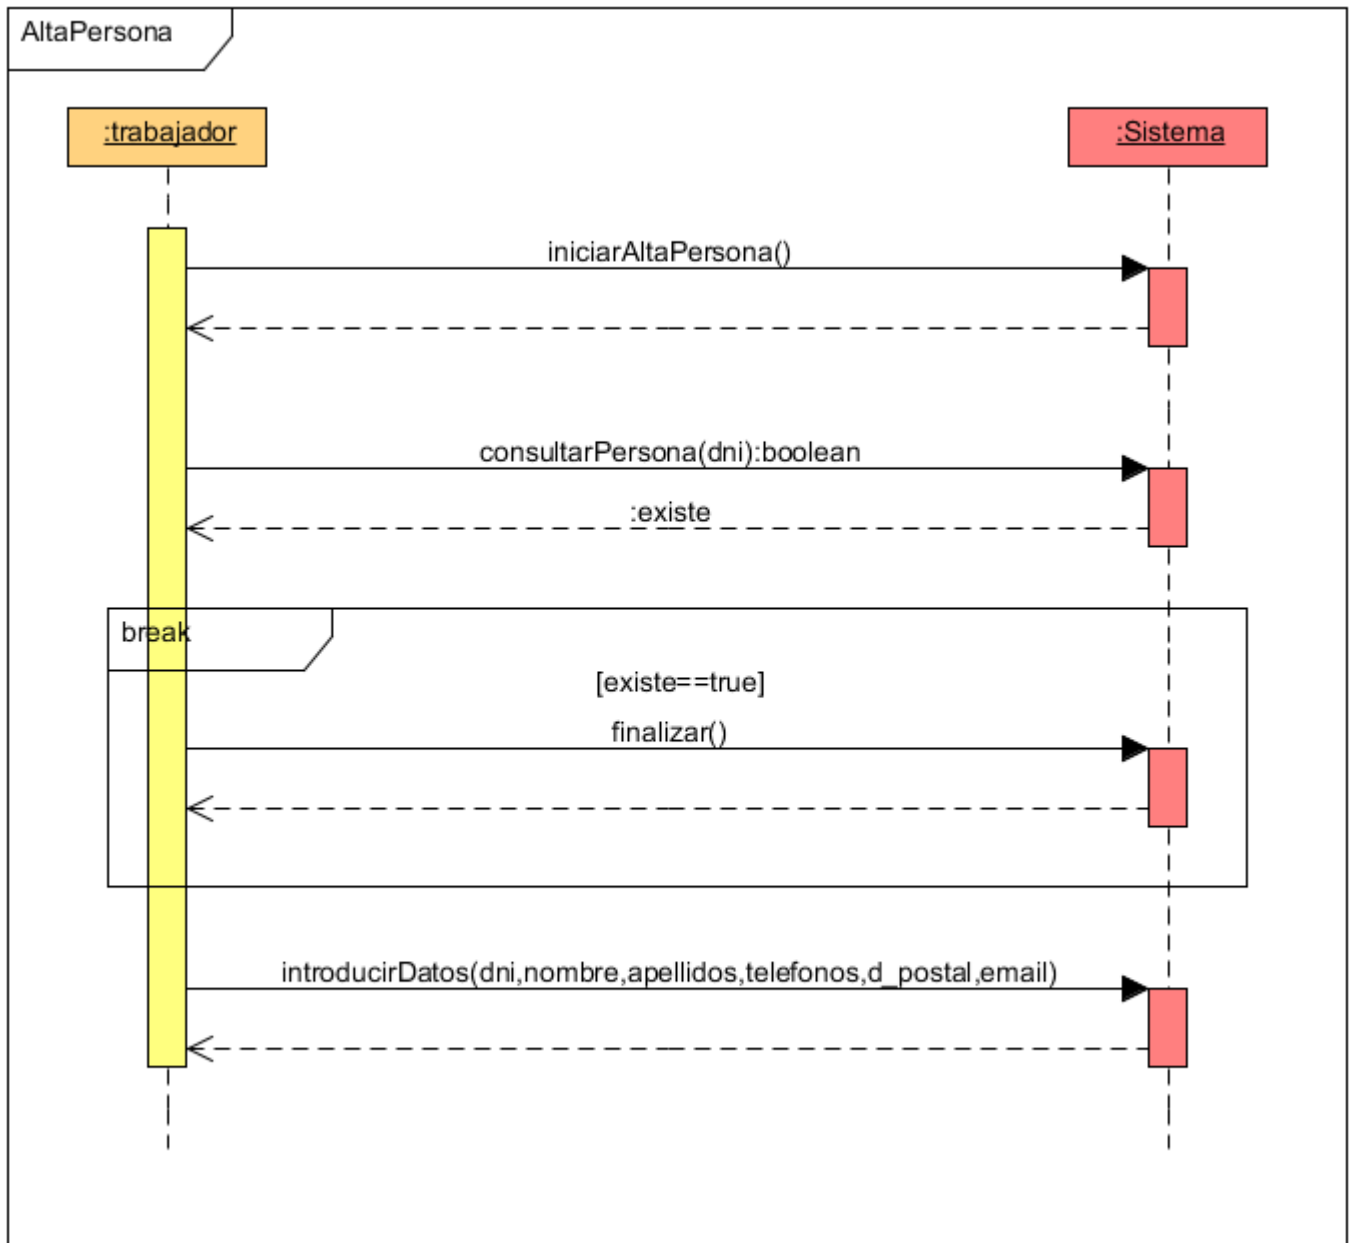 AltaPersona
:trabajador
:Sistema
iniciarAltaPersona()
consultarPersona(dni):boolean
:existe
break
[existe==true]
finalizar()
introducirDatos(dni,nombre,apellidos,telefonos,d_postal,email)